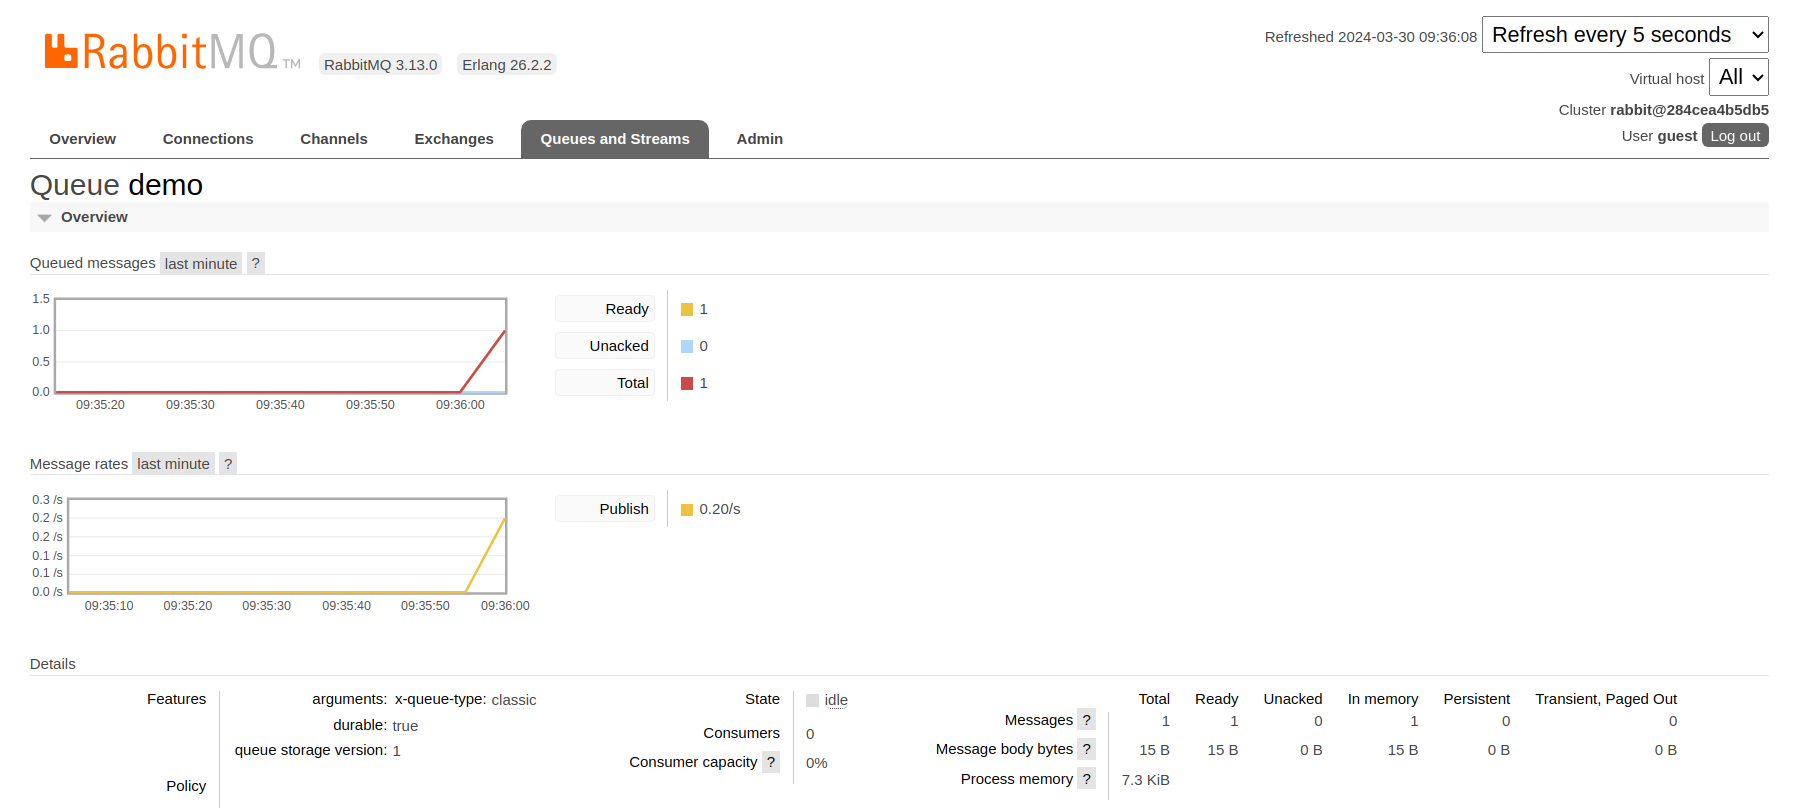 RabbitMQ TM RabbitMQ 3.13.0 Erlang 26.2.2
Refreshed 2024-03-30 09:36:08 Refresh every 5 seconds
Virtual host All
Cluster rabbit@284cea4b5db5
User guest Log out
Overview Connections Channels Exchanges Queues and Streams Admin
Queue demo
Overview
Queued messages last minute ?
1.5
1.0
0.5
0.0
09:35:20 09:35:30 09:35:40 09:35:50 09:36:00
Ready 1
Unacked 0
Total 1
Message rates last minute ?
0.3 /s
0.2 /s
0.2 /s
0.1 /s
0.1 /s
0.0 /s
09:35:10 09:35:20 09:35:30 09:35:40 09:35:50 09:36:00
Publish 0.20/s
Details
Features arguments: x-queue-type: classic
durable: true
queue storage version: 1
Policy
State idle
Consumers 0
Consumer capacity ? 0%
Total Ready Unacked In memory Persistent Transient, Paged Out
Messages ? 1 1 0 1 0 0
Message body bytes ? 15 B 15 B 0 B 15 B 0 B 0 B
Process memory ? 7.3 KiB